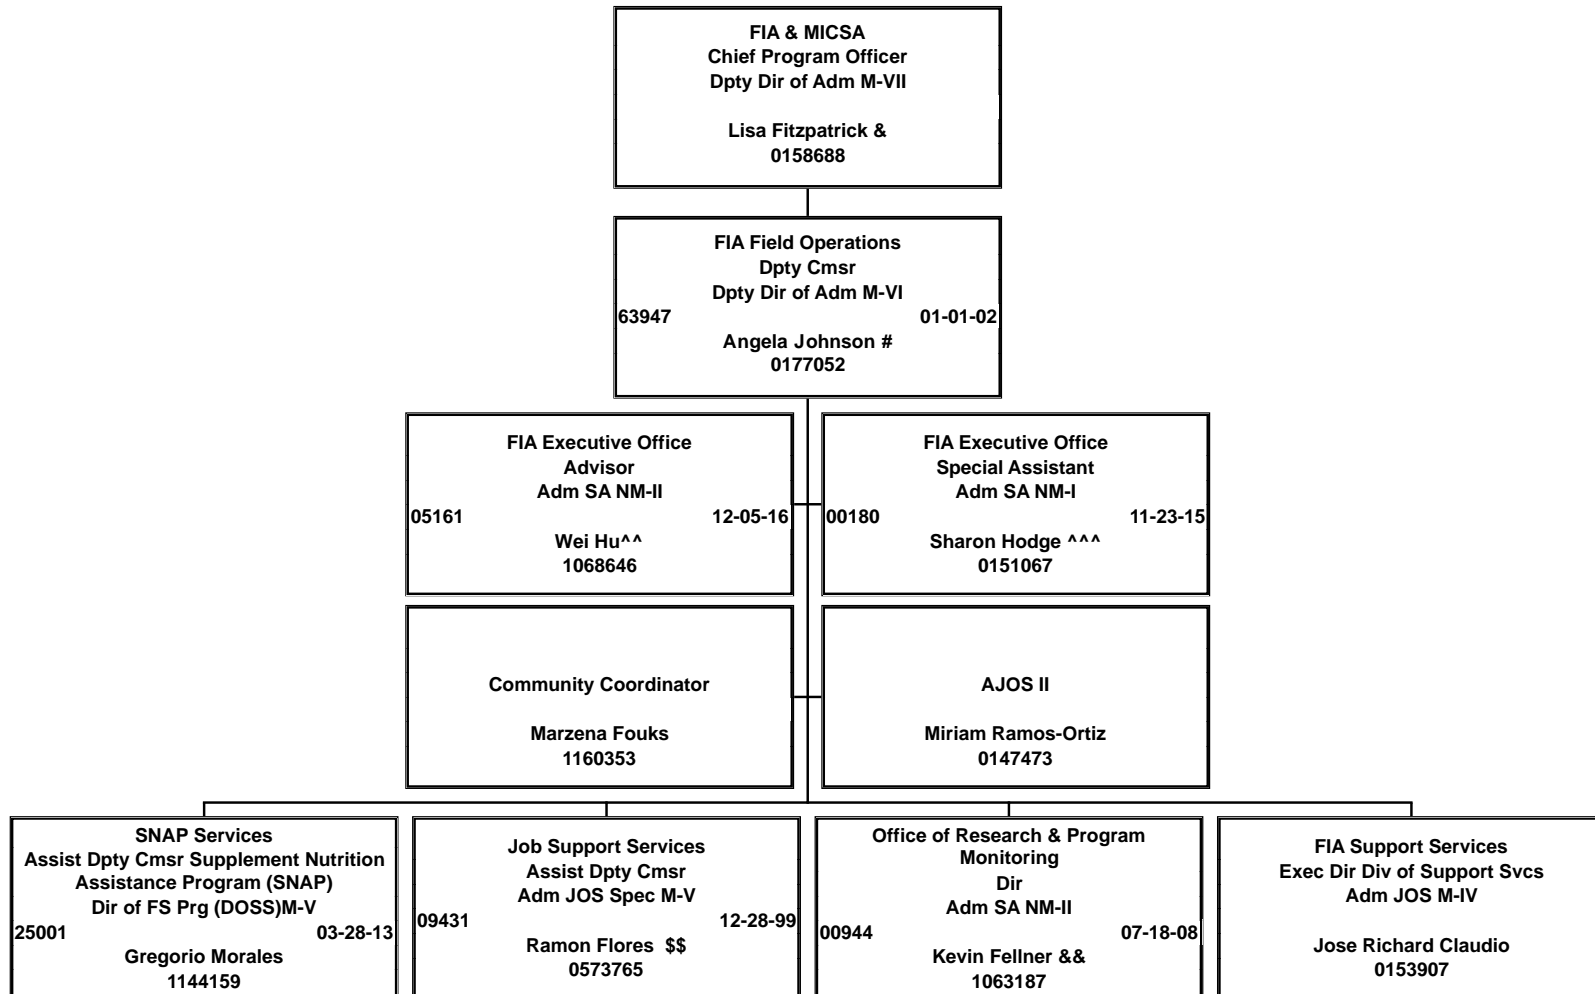 FIA & MICSA
Chief Program Officer
Dpty Dir of Adm M-VII
Lisa Fitzpatrick &
0158688
FIA Field Operations
Dpty Cmsr
Dpty Dir of Adm M-VI
63947 01-01-02
Angela Johnson #
0177052
FIA Executive Office
Advisor
Adm SA NM-II
05161 12-05-16
Wei Hu^^
1068646
FIA Executive Office
Special Assistant
Adm SA NM-I
00180 11-23-15
Sharon Hodge ^^^
0151067
Community Coordinator
Marzena Fouks
1160353
AJOS II
Miriam Ramos-Ortiz
0147473
SNAP Services
Assist Dpty Cmsr Supplement Nutrition
Assistance Program (SNAP)
Dir of FS Prg (DOSS)M-V
25001 03-28-13
Gregorio Morales
1144159
Job Support Services
Assist Dpty Cmsr
Adm JOS Spec M-V
09431 12-28-99
Ramon Flores $$
0573765
Office of Research & Program
Monitoring
Dir
Adm SA NM-II
00944 07-18-08
Kevin Fellner &&
1063187
FIA Support Services
Exec Dir Div of Support Svcs
Adm JOS M-IV
Jose Richard Claudio
0153907